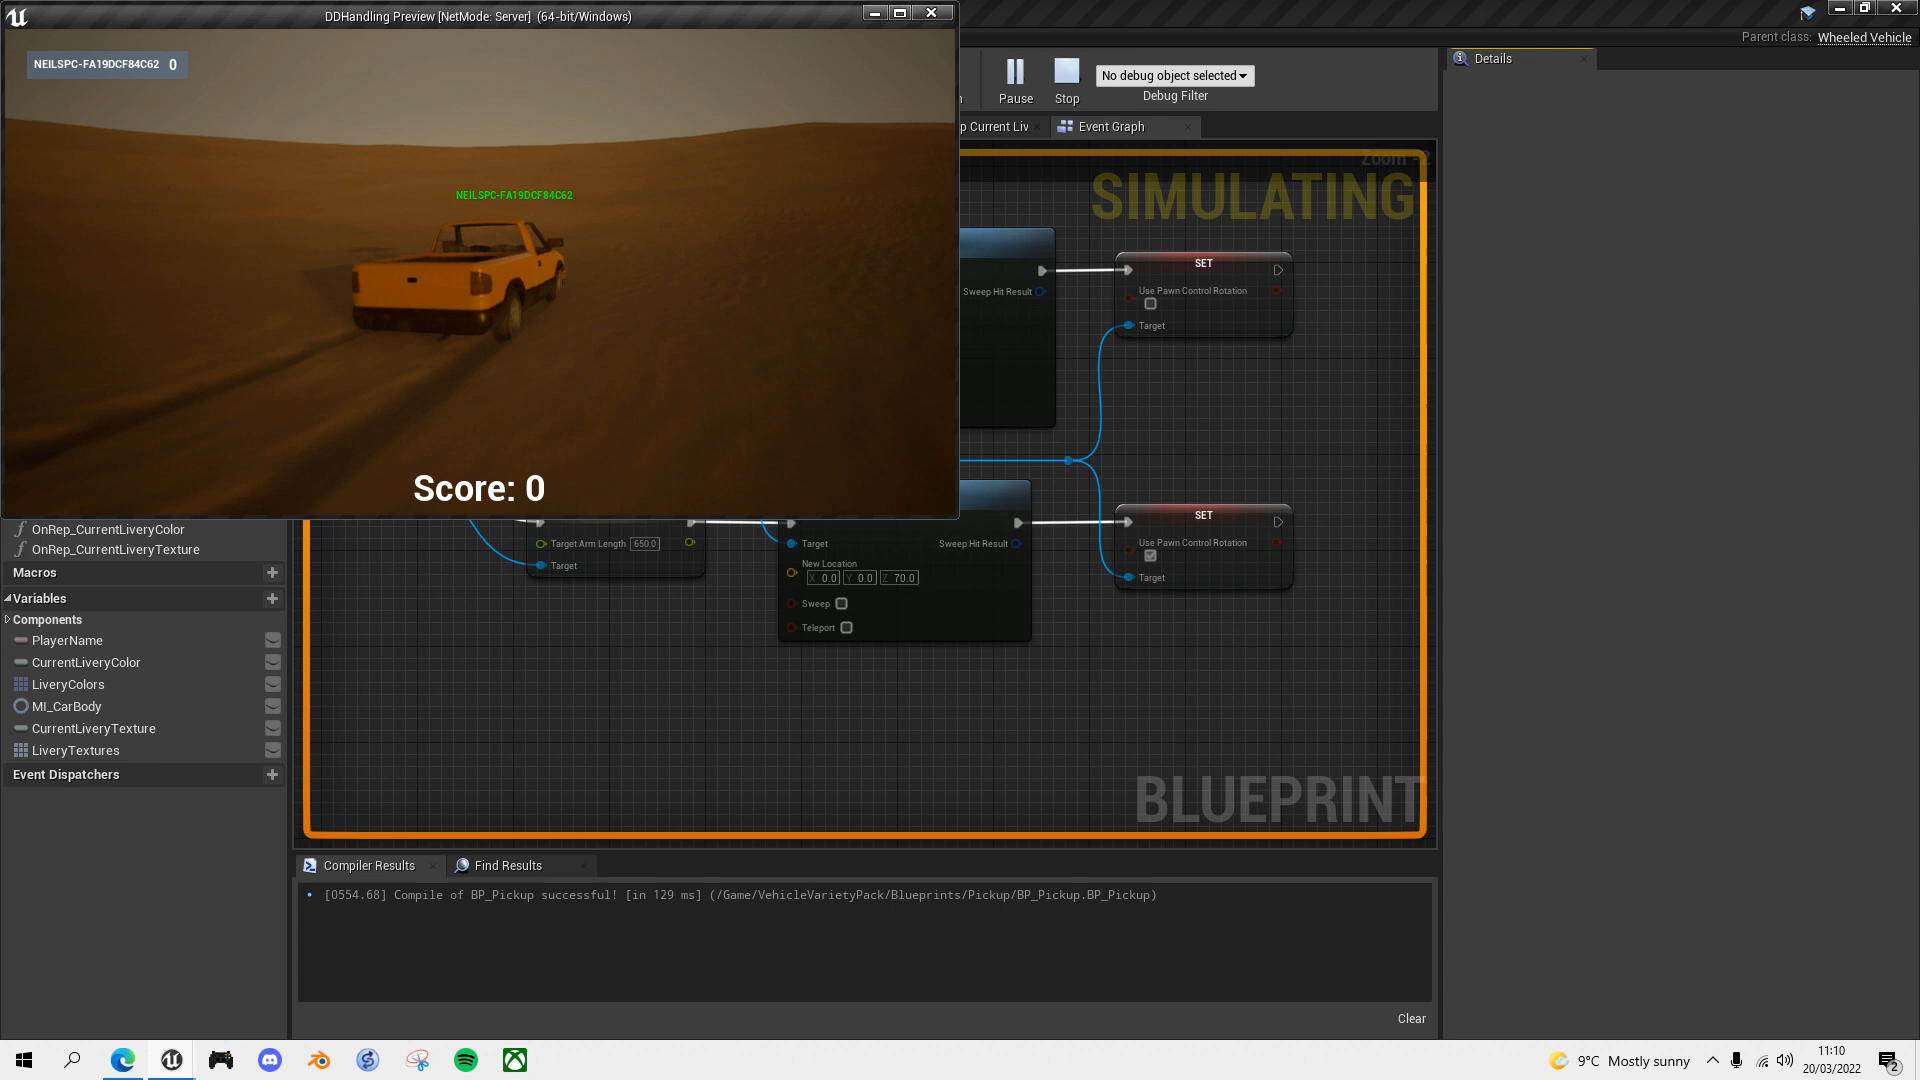 DDHandling Preview [NetMode: Server] (64-bit/Windows)
NEILSPC-FA19DCF84C62 0
NEILSPC-FA19DCF84C62
Score: 0
Parent class: Wheeled Vehicle
Pause
Stop
No debug object selected
Debug Filter
Details
p Current Liv
Event Graph
Zoom -2
SIMULATING
Sweep Hit Result
SET
Use Pawn Control Rotation
Target
SET
Use Pawn Control Rotation
Target
Target Arm Length 650.0
Target
Target
Sweep Hit Result
New Location
X 0.0 Y 0.0 Z 70.0
Sweep
Teleport
BLUEPRINT
OnRep_CurrentLiveryColor
OnRep_CurrentLiveryTexture
Macros
Variables
Components
PlayerName
CurrentLiveryColor
LiveryColors
MI_CarBody
CurrentLiveryTexture
LiveryTextures
Event Dispatchers
Compiler Results
Find Results
[0554.68] Compile of BP_Pickup successful! [in 129 ms] (/Game/VehicleVarietyPack/Blueprints/Pickup/BP_Pickup.BP_Pickup)
Clear
9°C Mostly sunny
11:10
20/03/2022
2